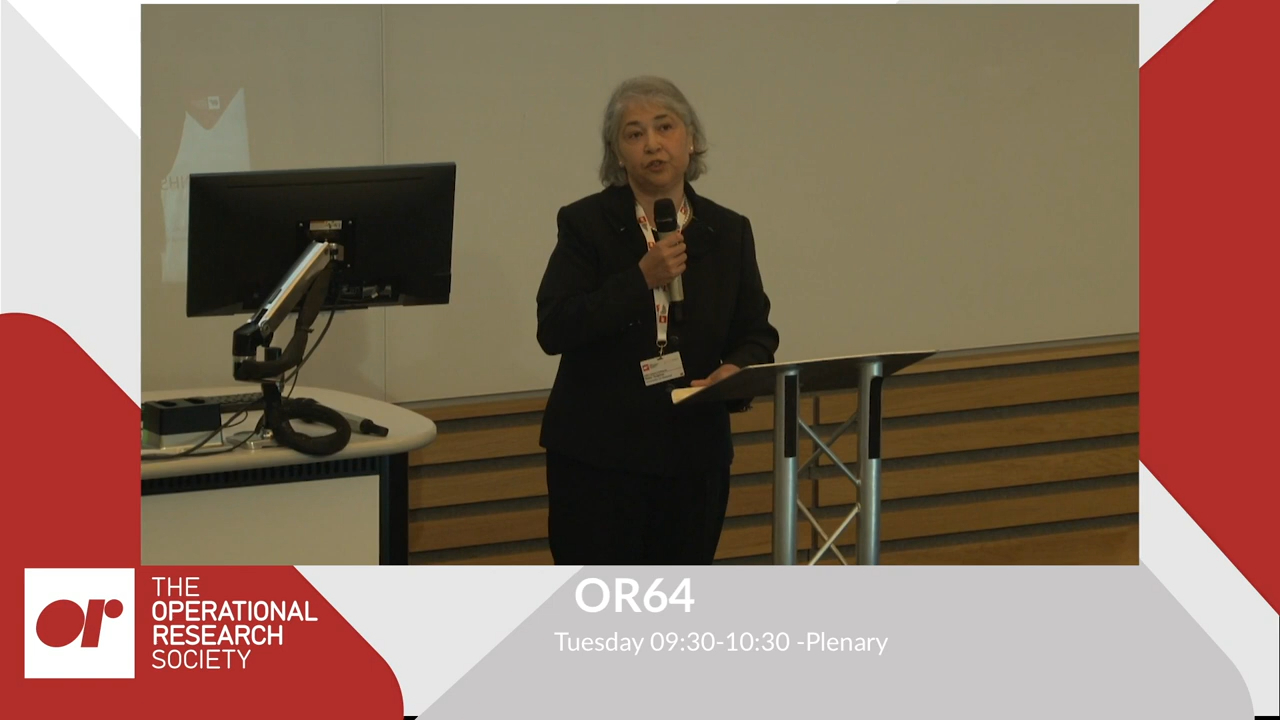 or
THE
OPERATIONAL
RESEARCH
SOCIETY
OR64
Tuesday 09:30-10:30 -Plenary